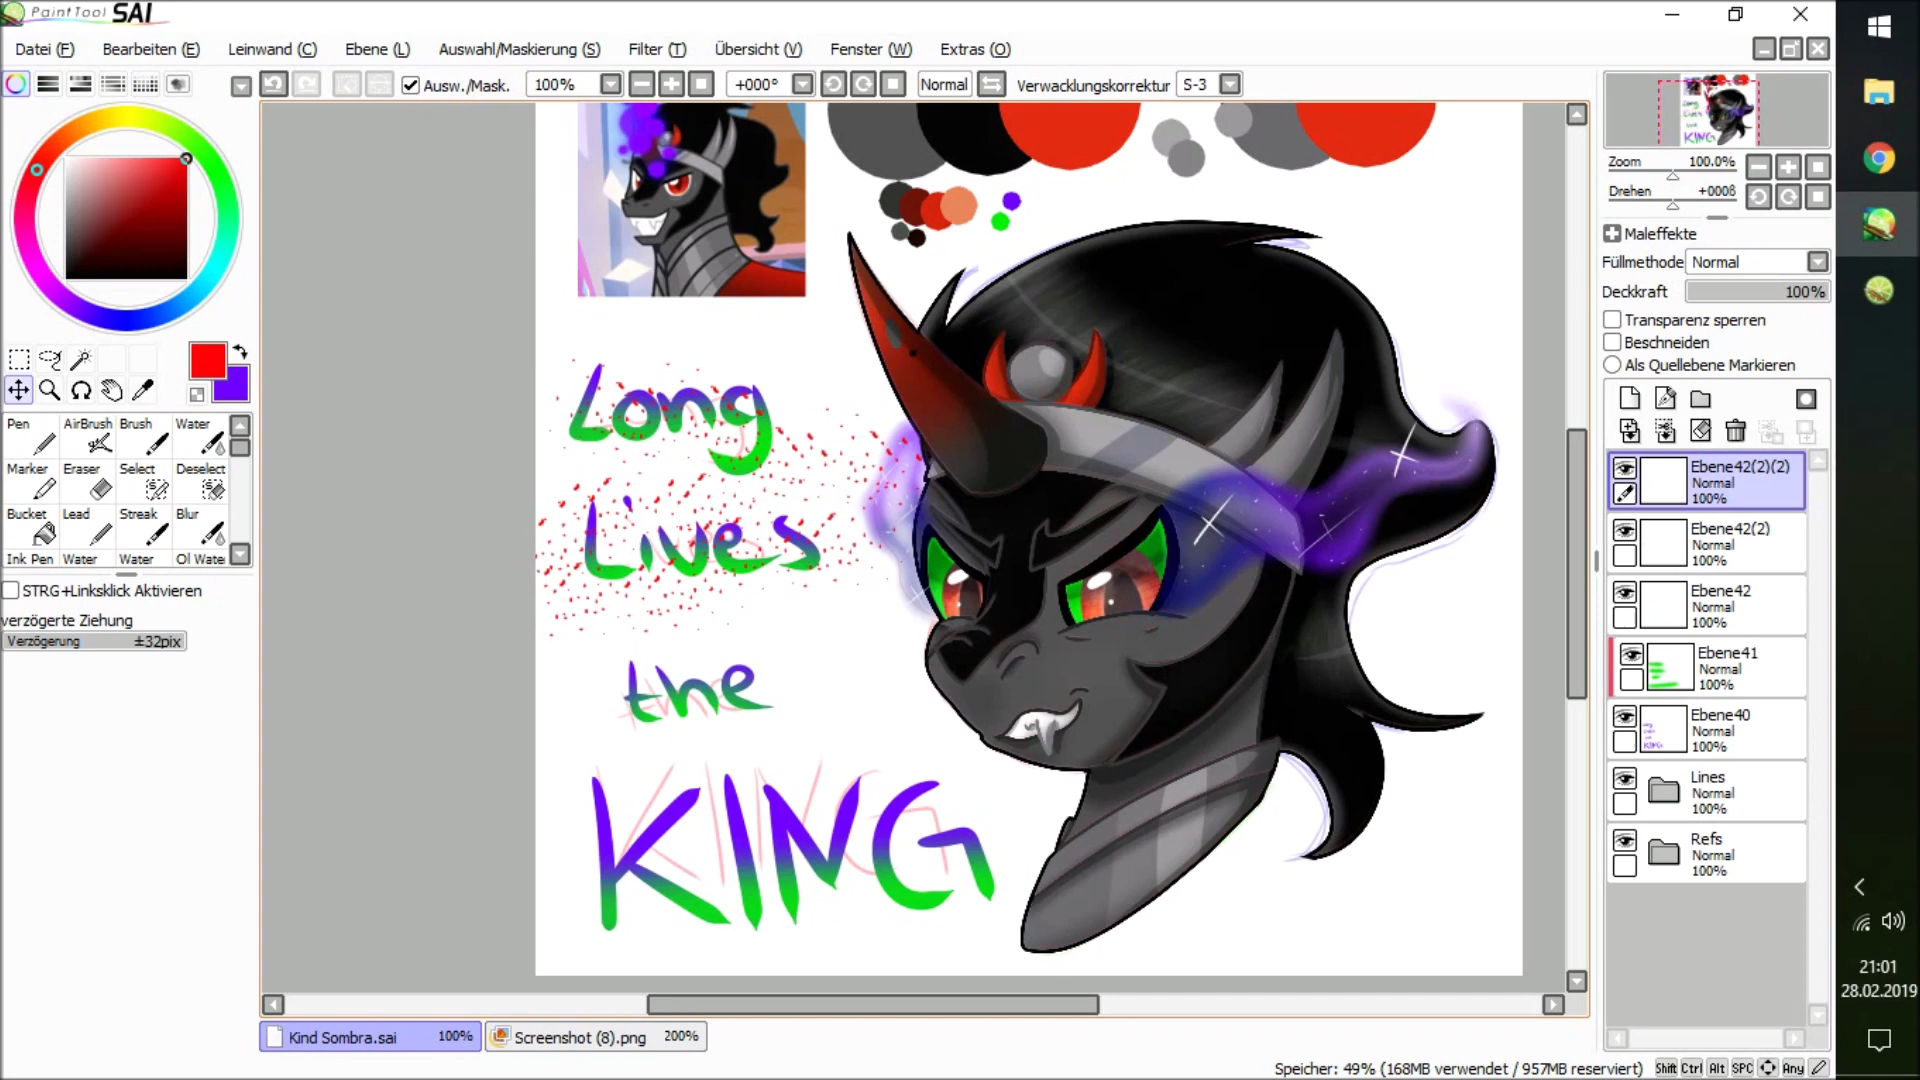 PaintTool SAI
Datei (F) Bearbeiten (E) Leinwand (C) Ebene (L) Auswahl/Maskierung (S) Filter (T) Übersicht (V) Fenster (W) Extras (O)
Ausw./Mask. 100% +000° Normal Verwacklungskorrektur S-3
Zoom 100.0%
Drehen +000ß
Maleffekte
Füllmethode Normal
Deckkraft 100%
Transparenz sperren
Beschneiden
Als Quellebene Markieren
Pen AirBrush Brush Water
Marker Eraser Select Deselect
Bucket Lead Streak Blur
Ink Pen Water Water Ol Wate
STRG+Linksklick Aktivieren
verzögerte Ziehung
Verzögerung ±32pix
Long
Lives
the
KING
Ebene42(2)(2)
Normal
100%
Ebene42(2)
Normal
100%
Ebene42
Normal
100%
Ebene41
Normal
100%
Ebene40
Normal
100%
Lines
Normal
100%
Refs
Normal
100%
21:01
28.02.2019
Kind Sombra.sai 100% Screenshot (8).png 200%
Speicher: 49% (168MB verwendet / 957MB reserviert) Shift Ctrl Alt SPC Any